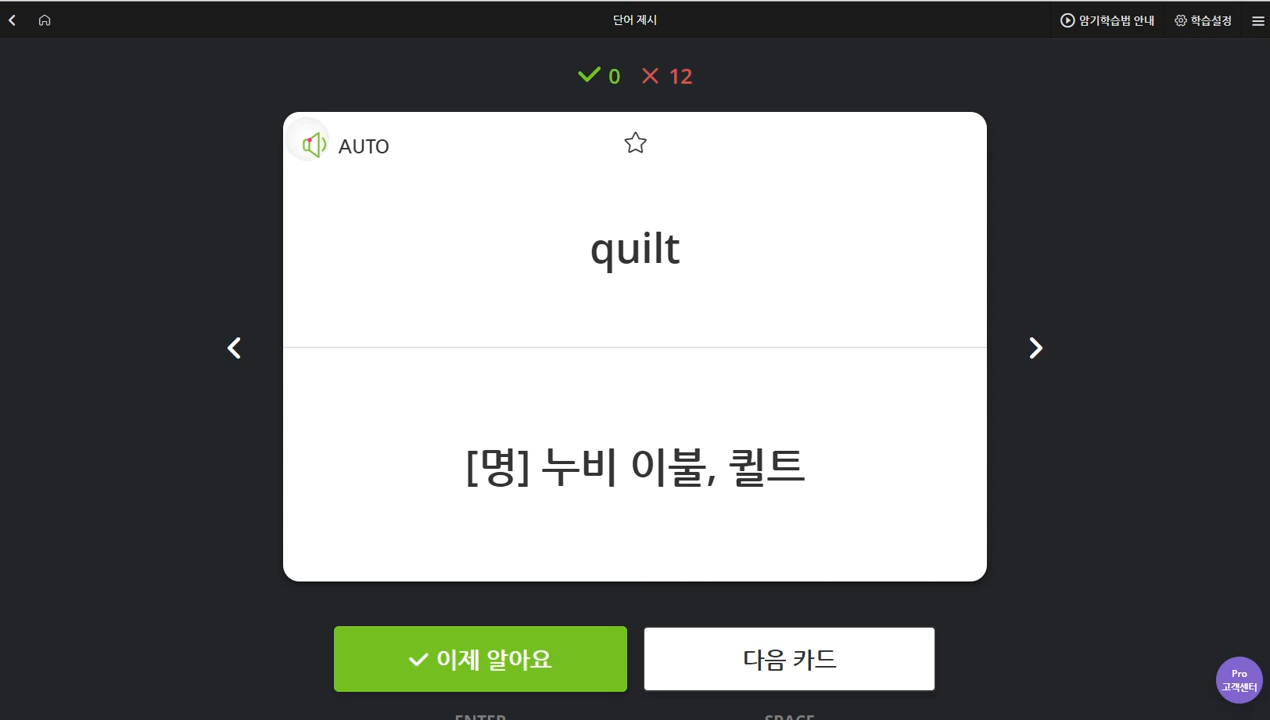 단어 제시
암기학습법 안내
학습설정
0
12
AUTO
quilt
[명] 누비 이불, 퀼트
이제 알아요
다음 카드
Pro
고객센터
ENTER
SPACE